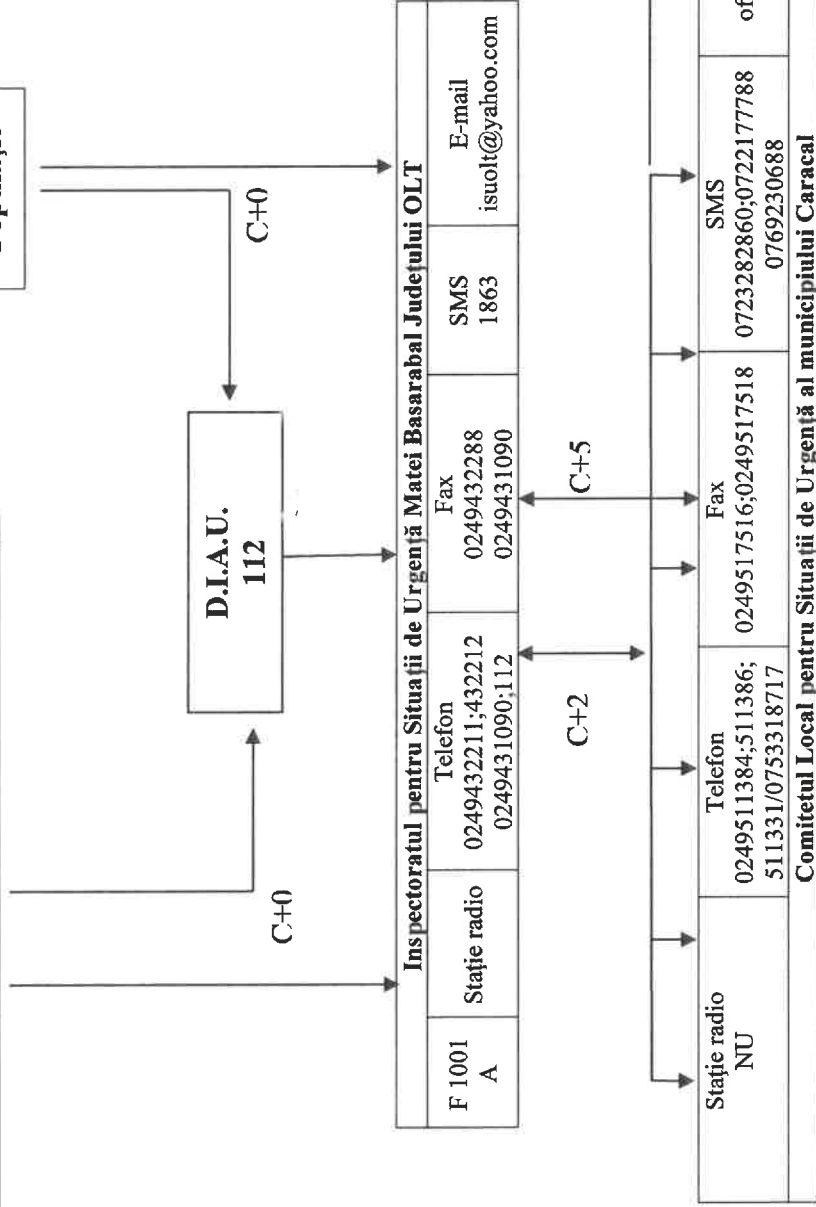 C+0
D.I.A.U.
112
C+0
Inspectoratul pentru Situații de Urgență Matei Basarabal Județului OLT
F 1001
A
Stație radio
Telefon
0249432211;432212
0249431090;112
Fax
0249432288
0249431090
SMS
1863
E-mail
isuolt@yahoo.com
C+2
C+5
Stație radio
NU
Telefon
0249511384;511386;
511331/0753318717
Fax
0249517516;0249517518
SMS
0723282860;0722177788
0769230688
of
Comitetul Local pentru Situații de Urgență al municipiului Caracal